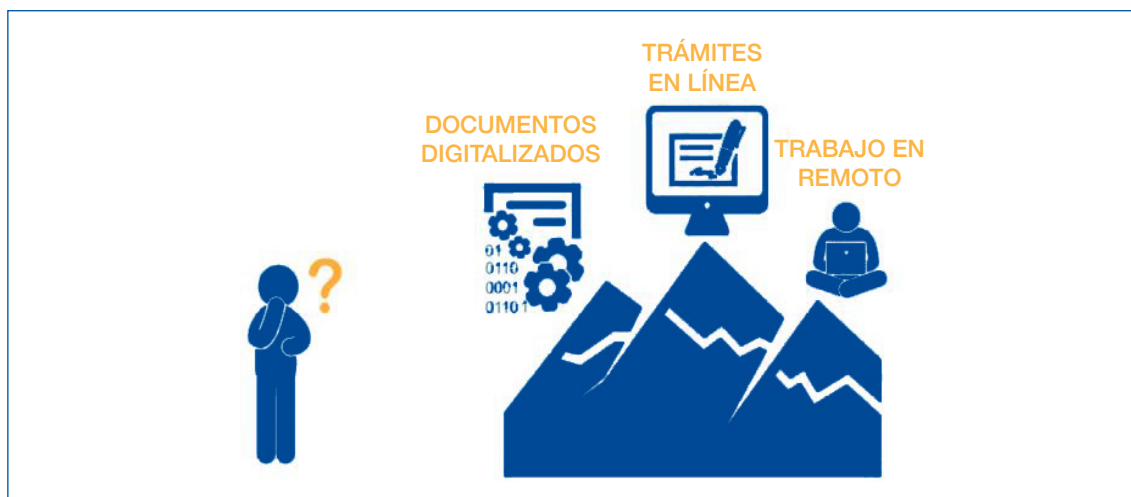 TRÁMITES
EN LÍNEA
DOCUMENTOS
DIGITALIZADOS
TRABAJO EN
REMOTO
?
01
0110
0001
01101